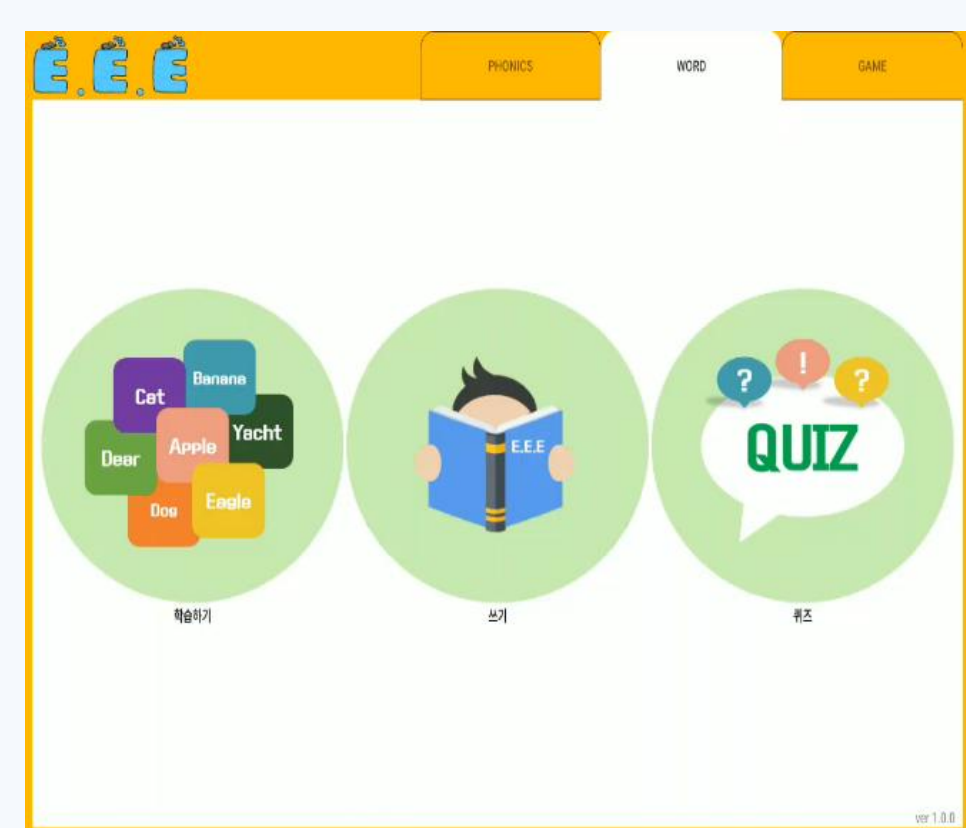 E.E.E
PHONICS
WORD
GAME
Cat
Banana
Dear
Apple
Yacht
Dog
Eagle
E.E.E
?
!
?
QUIZ
학습하기
쓰기
퀴즈
ver 1.0.0